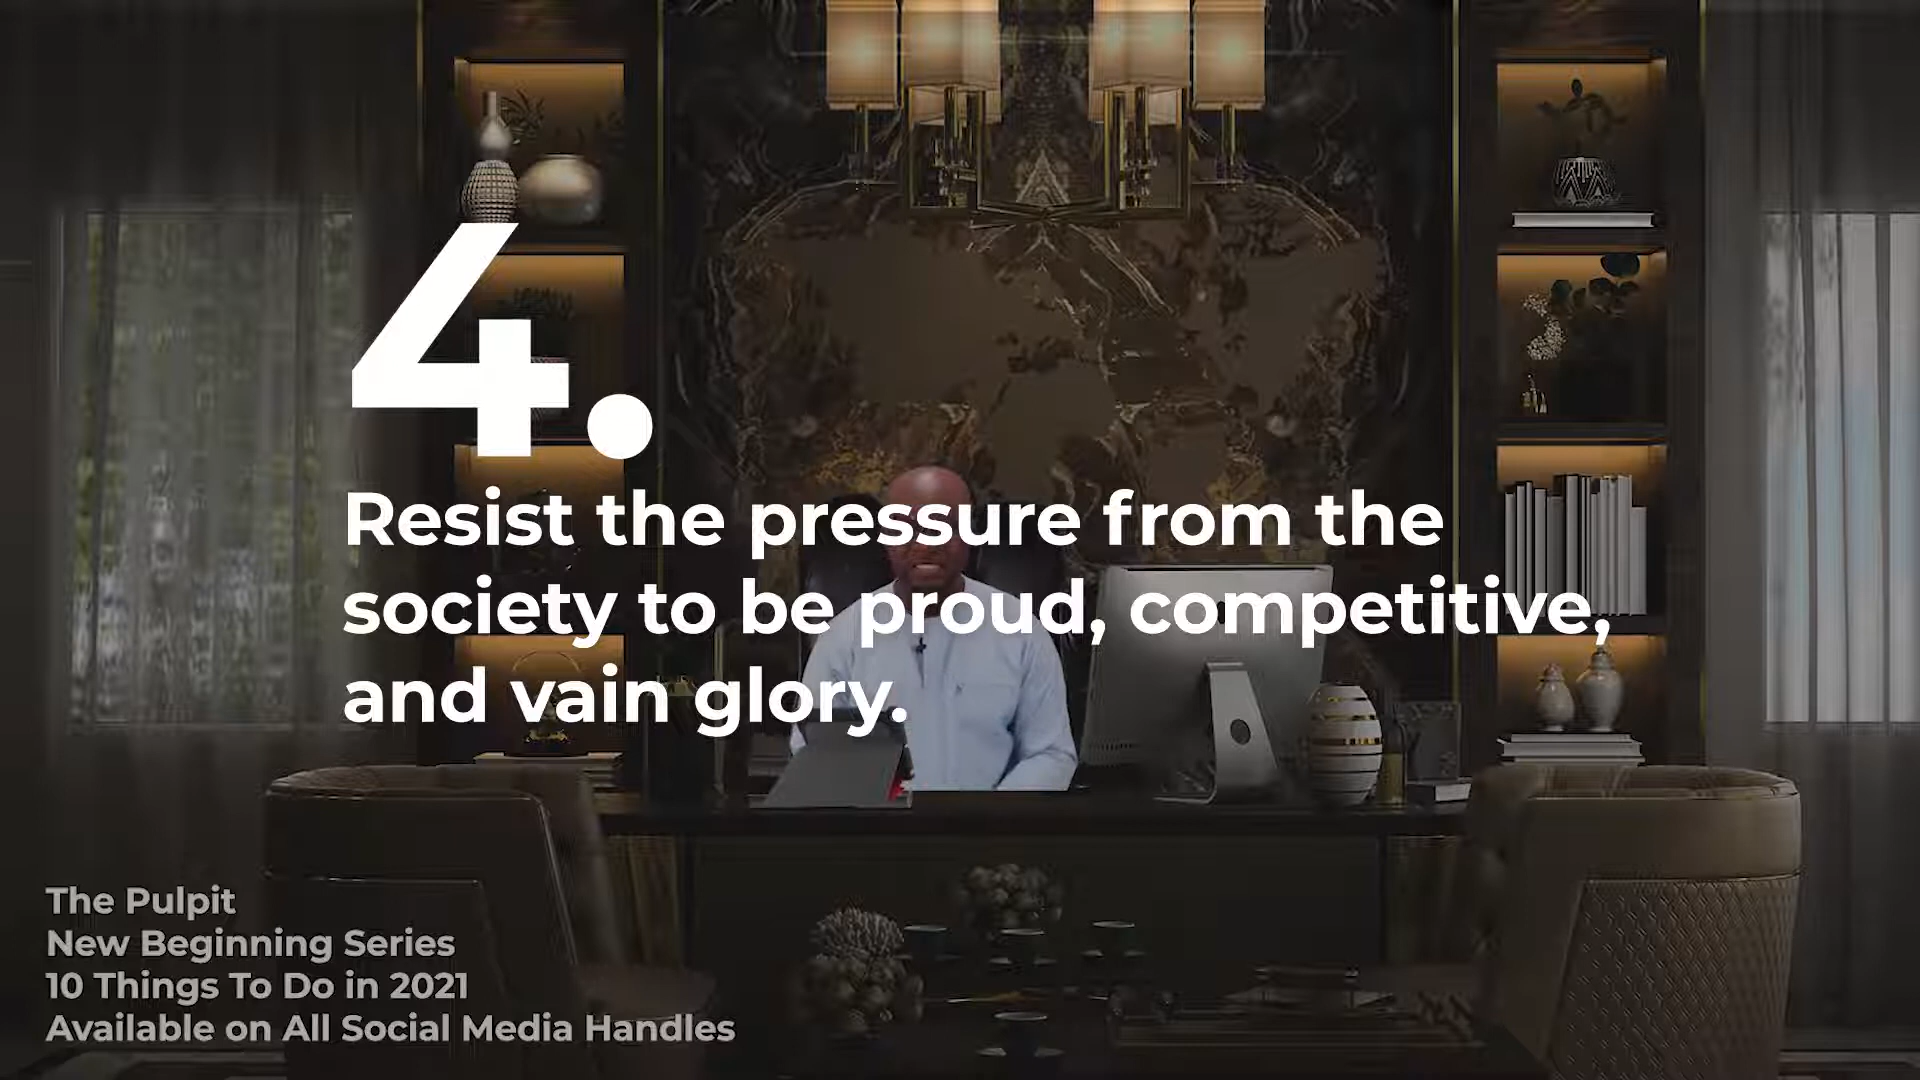 4.
Resist the pressure from the
society to be proud, competitive,
and vain glory.
The Pulpit
New Beginning Series
10 Things To Do in 2021
Available on All Social Media Handles